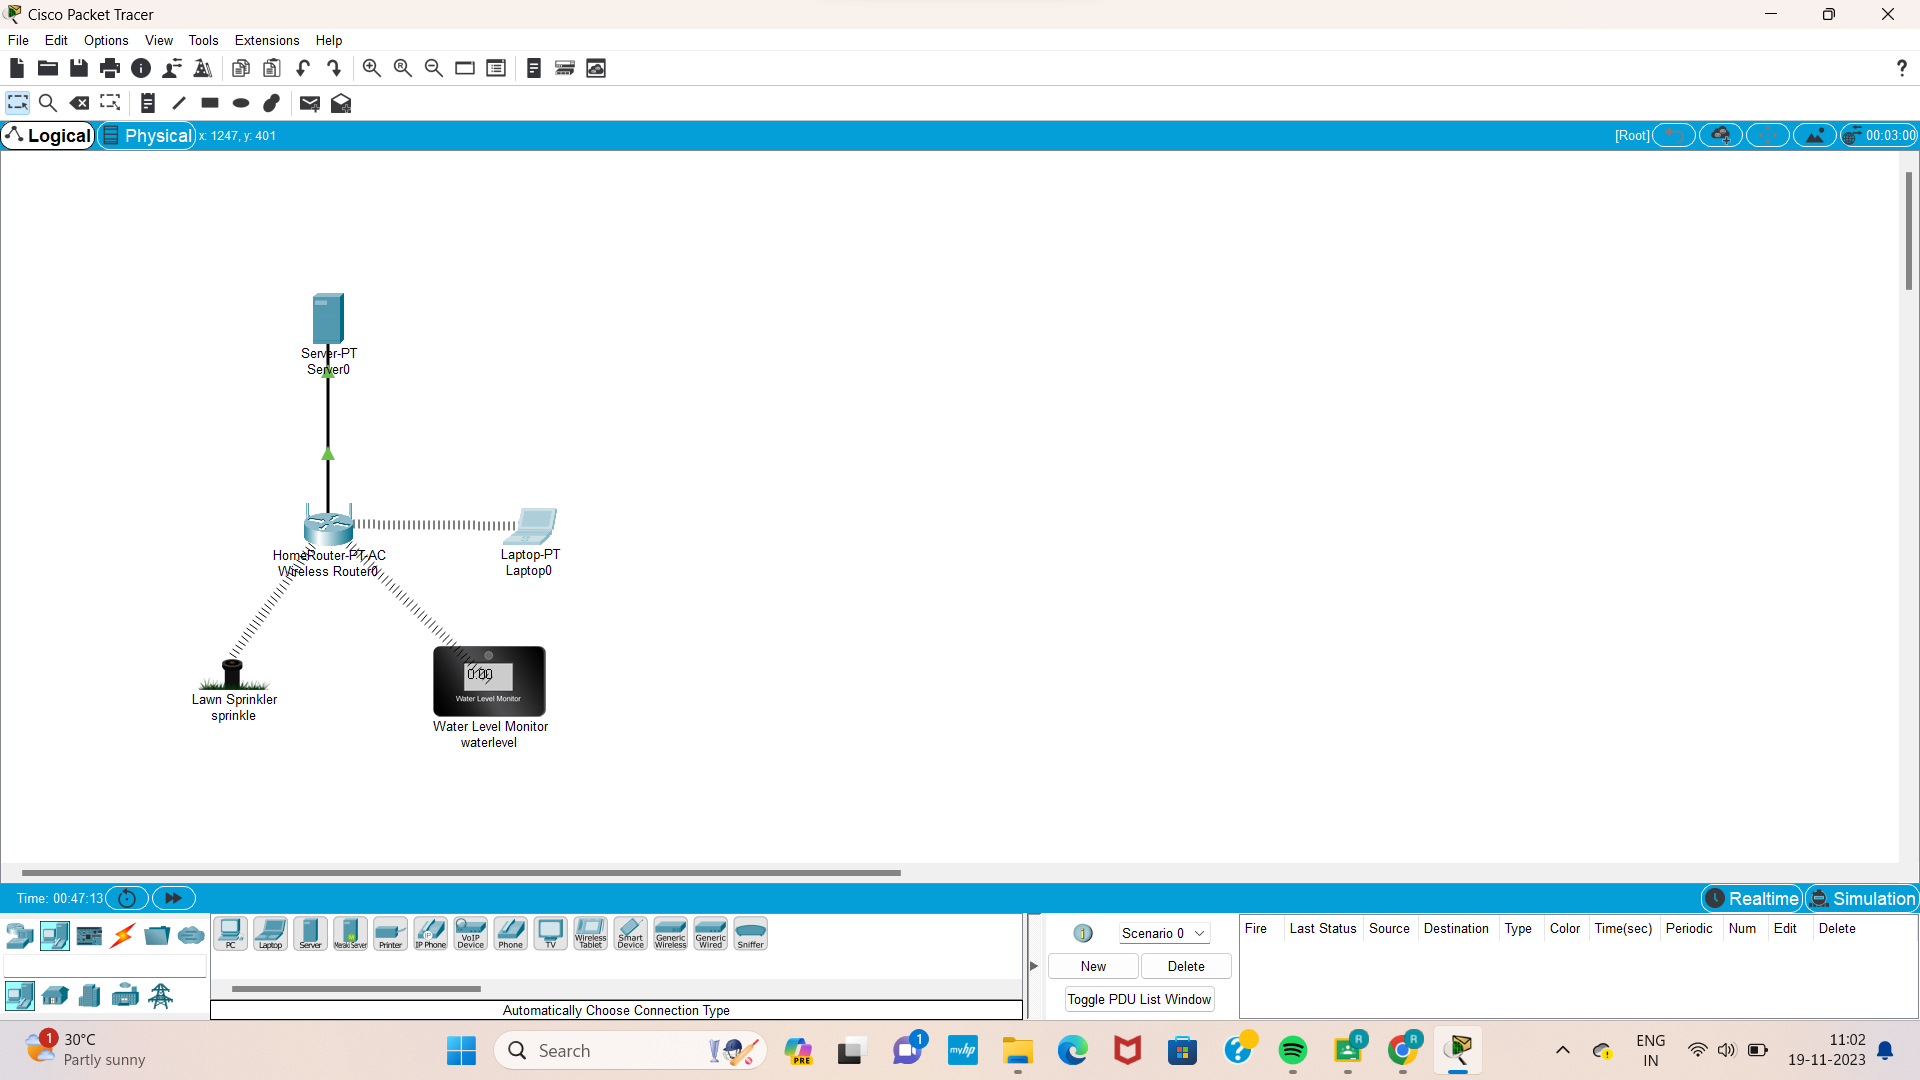 Cisco Packet Tracer
File Edit Options View Tools Extensions Help
?
Logical Physical x: 1247, y: 401 [Root] 00:03:00
Server-PT
Server0
HomeRouter-PT-AC
Wireless Router0
Laptop-PT
Laptop0
Lawn Sprinkler
sprinkle
0.00
Water Level Monitor
Water Level Monitor
waterlevel
Time: 00:47:13 Realtime Simulation
PC Laptop Server Meraki Server Printer IP Phone VoIP Device Phone TV Wireless Tablet Smart Device Generic Wireless Generic Wired Sniffer
Automatically Choose Connection Type
Scenario 0
New Delete
Toggle PDU List Window
Fire Last Status Source Destination Type Color Time(sec) Periodic Num Edit Delete
1
30°C
Partly sunny
Search
PRE
1
myhp
R
R
ENG
IN
11:02
19-11-2023